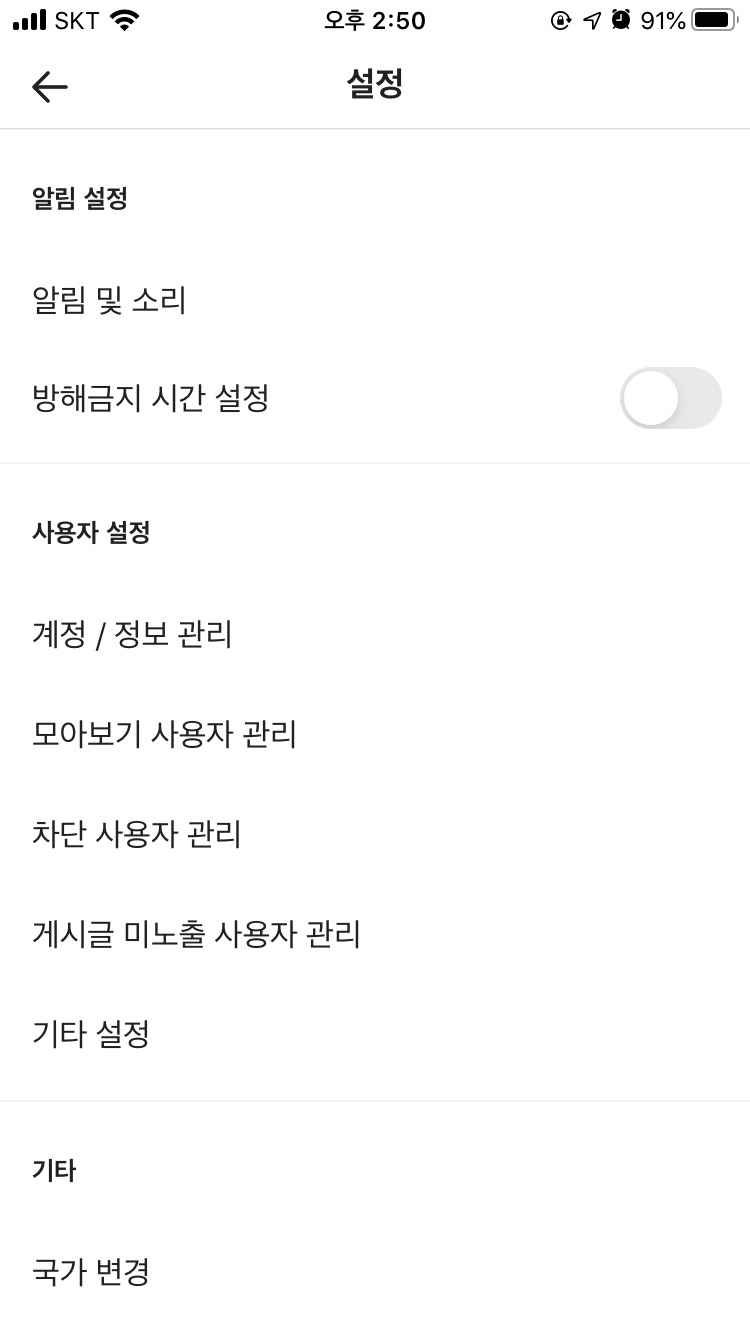 SKT 오후 2:50 91%
설정
알림 설정
알림 및 소리
방해금지 시간 설정
사용자 설정
계정 / 정보 관리
모아보기 사용자 관리
차단 사용자 관리
게시글 미노출 사용자 관리
기타 설정
기타
국가 변경